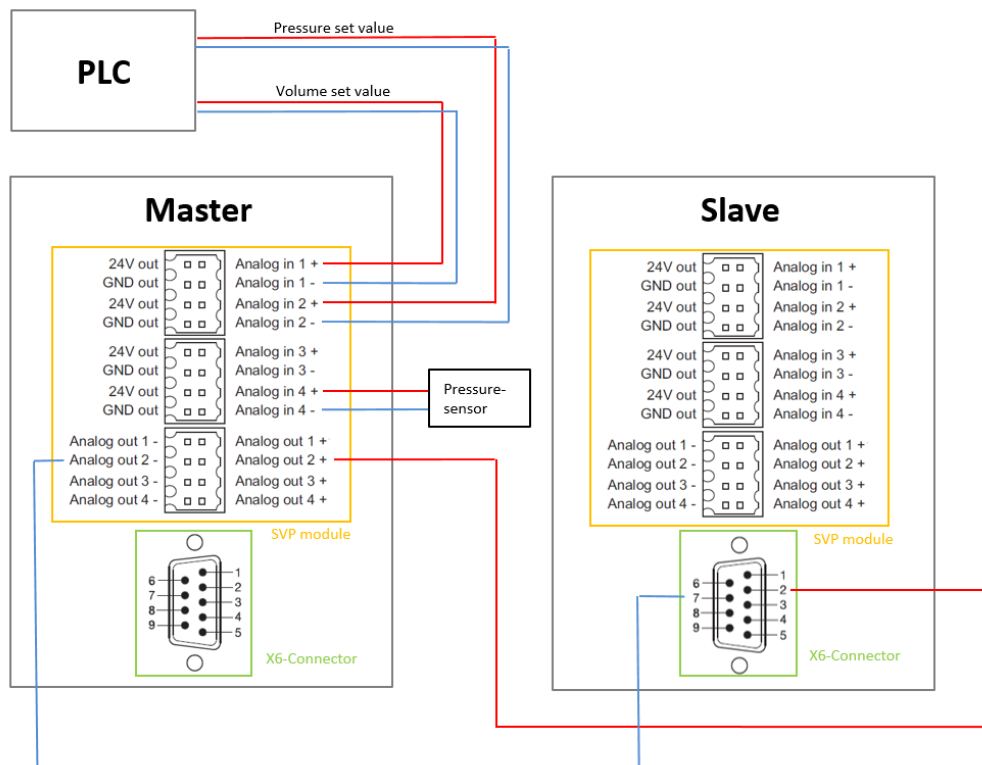 Pressure set value
PLC
Volume set value
Master
24V out Analog in 1 +
GND out Analog in 1 -
24V out Analog in 2 +
GND out Analog in 2 -
24V out Analog in 3 +
GND out Analog in 3 -
24V out Analog in 4 +
GND out Analog in 4 -
Analog out 1 - Analog out 1 +
Analog out 2 - Analog out 2 +
Analog out 3 - Analog out 3 +
Analog out 4 - Analog out 4 +
SVP module
1
6
2
7
3
8
4
9
5
X6-Connector
Pressure-
sensor
Slave
24V out Analog in 1 +
GND out Analog in 1 -
24V out Analog in 2 +
GND out Analog in 2 -
24V out Analog in 3 +
GND out Analog in 3 -
24V out Analog in 4 +
GND out Analog in 4 -
Analog out 1 - Analog out 1 +
Analog out 2 - Analog out 2 +
Analog out 3 - Analog out 3 +
Analog out 4 - Analog out 4 +
SVP module
1
6
2
7
3
8
4
9
5
X6-Connector